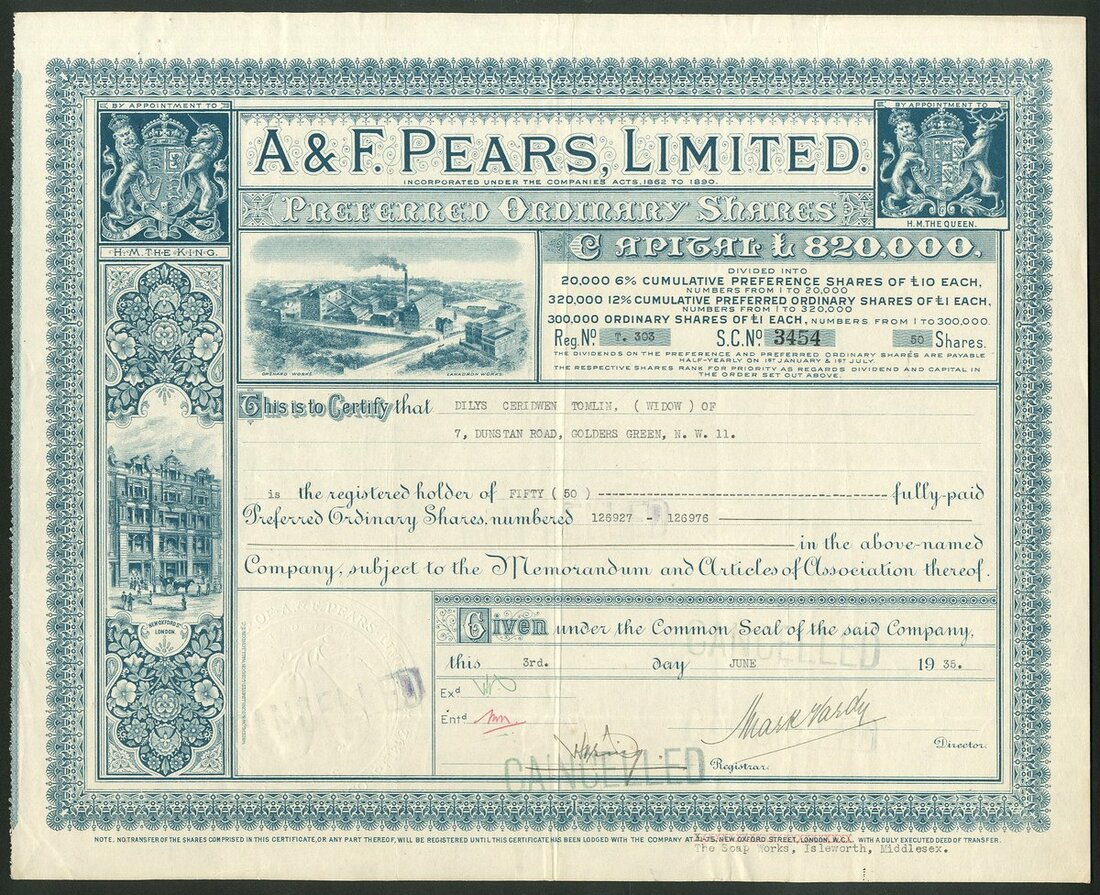 BY APPOINTMENT TO
H.M. THE KING.
BY APPOINTMENT TO
H.M. THE QUEEN.
A & F. PEARS, LIMITED.
INCORPORATED UNDER THE COMPANIES ACTS, 1862 TO 1890.
PREFERRED ORDINARY SHARES
CAPITAL £820,000.
DIVIDED INTO
20,000 6% CUMULATIVE PREFERENCE SHARES OF £10 EACH,
NUMBERS FROM 1 TO 20,000
320,000 12% CUMULATIVE PREFERRED ORDINARY SHARES OF £1 EACH,
NUMBERS FROM 1 TO 320,000
300,000 ORDINARY SHARES OF £1 EACH, NUMBERS FROM 1 TO 300,000.
Reg. No T. 303 S.C. No 3454 50 Shares.
THE DIVIDENDS ON THE PREFERENCE AND PREFERRED ORDINARY SHARES ARE PAYABLE
HALF-YEARLY ON 1ST JANUARY & 1ST JULY.
THE RESPECTIVE SHARES RANK FOR PRIORITY AS REGARDS DIVIDEND AND CAPITAL IN
THE ORDER SET OUT ABOVE.
ORCHARD WORKS. LANADRON WORKS.
This is to Certify that DILYS CERIDWEN TOMLIN, ( WIDOW ) OF
7, DUNSTAN ROAD, GOLDERS GREEN, N. W. 11.
is the registered holder of FIFTY ( 50 ) fully-paid
Preferred Ordinary Shares, numbered 126927 - 126976
in the above-named
Company, subject to the Memorandum and Articles of Association thereof.
NEW OXFORD ST
LONDON.
Given under the Common Seal of the said Company,
CANCELLED
this 3rd. day JUNE 1935.
Exd
Entd
CANCELLED
Mark Vardy
Director.
CANCELLED
Registrar.
NOTE. NO TRANSFER OF THE SHARES COMPRISED IN THIS CERTIFICATE, OR ANY PART THEREOF, WILL BE REGISTERED UNTIL THIS CERTIFICATE HAS BEEN LODGED WITH THE COMPANY AT NEW OXFORD STREET, LONDON, W.C.1. WITH A DULY EXECUTED DEED OF TRANSFER.
The Soap Works, Isleworth, Middlesex.